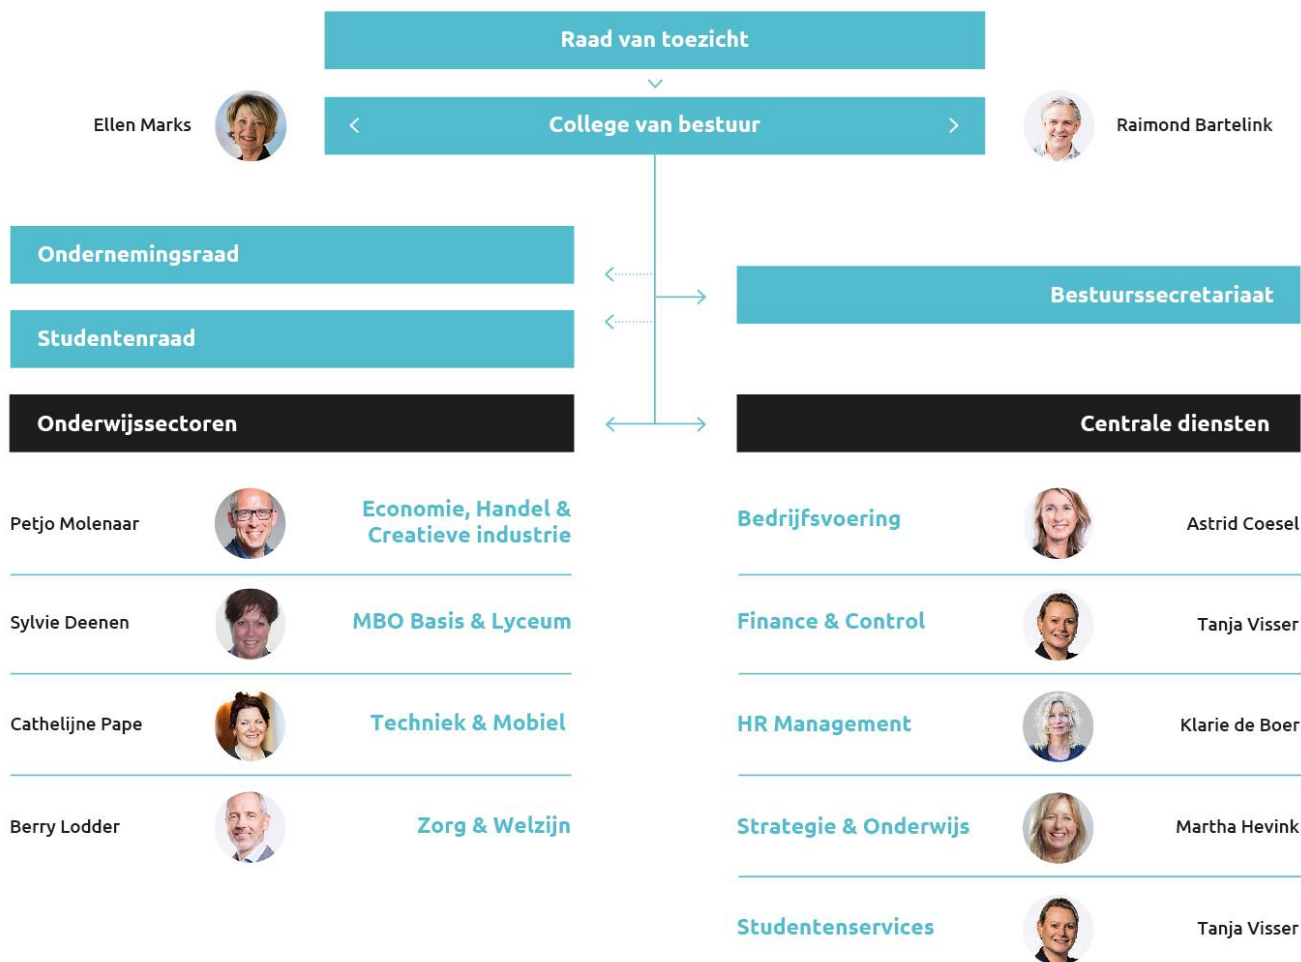 Raad van toezicht
Ellen Marks
College van bestuur
Raimond Bartelink
Ondernemingsraad
Bestuurssecretariaat
Studentenraad
Onderwijssectoren
Centrale diensten
Petjo Molenaar
Economie, Handel &
Creatieve industrie
Bedrijfsvoering
Astrid Coesel
Sylvie Deenen
MBO Basis & Lyceum
Finance & Control
Tanja Visser
Cathelijne Pape
Techniek & Mobiel
HR Management
Klarie de Boer
Berry Lodder
Zorg & Welzijn
Strategie & Onderwijs
Martha Hevink
Studentenservices
Tanja Visser